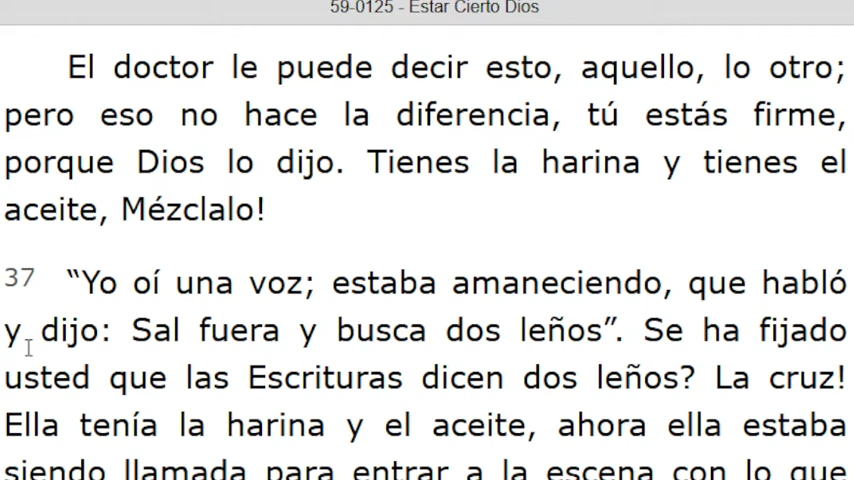 59-0125 - Estar Cierto Dios
El doctor le puede decir esto, aquello, lo otro;
pero eso no hace la diferencia, tú estás firme,
porque Dios lo dijo. Tienes la harina y tienes el
aceite, Mézclalo!
37 “Yo oí una voz; estaba amaneciendo, que habló
y dijo: Sal fuera y busca dos leños”. Se ha fijado
usted que las Escrituras dicen dos leños? La cruz!
Ella tenía la harina y el aceite, ahora ella estaba
siendo llamada para entrar a la escena con lo que